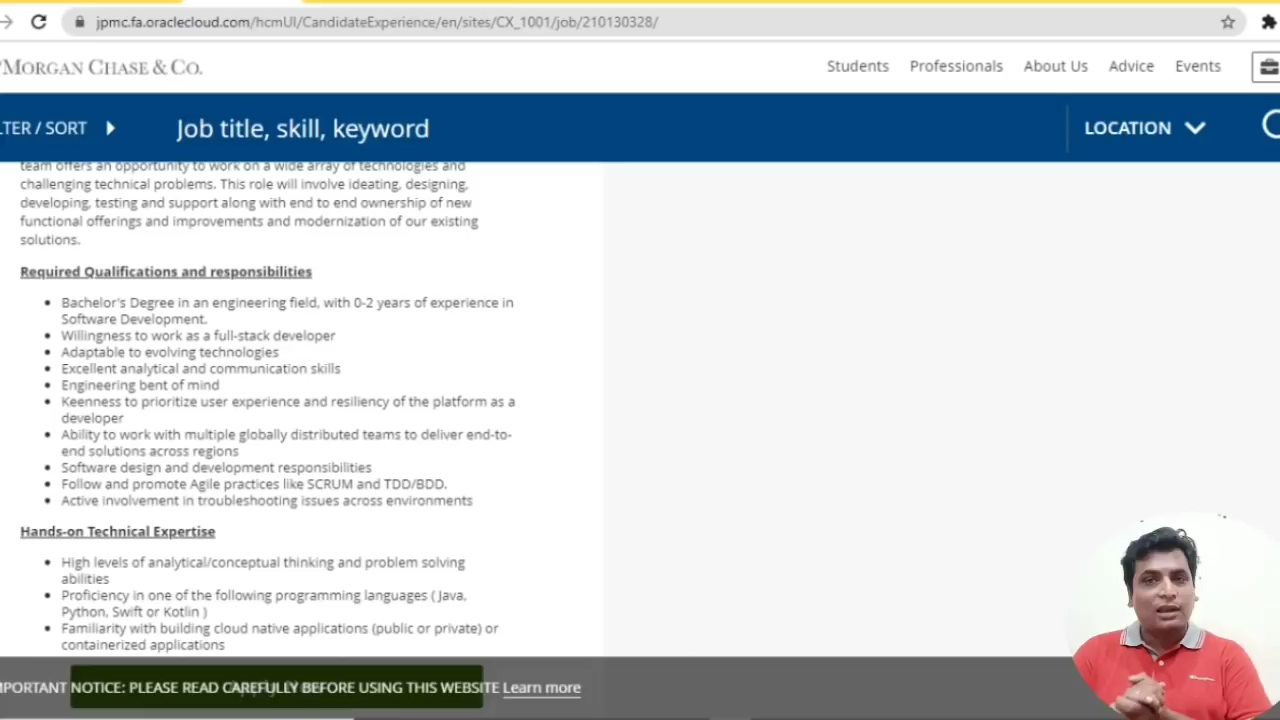 jpmc.fa.oraclecloud.com/hcmUI/CandidateExperience/en/sites/CX_1001/job/210130328/
MORGAN CHASE & CO.
Students Professionals About Us Advice Events
LTER / SORT Job title, skill, keyword LOCATION
team offers an opportunity to work on a wide array of technologies and
challenging technical problems. This role will involve ideating, designing,
developing, testing and support along with end to end ownership of new
functional offerings and improvements and modernization of our existing
solutions.
Required Qualifications and responsibilities
• Bachelor's Degree in an engineering field, with 0-2 years of experience in
Software Development.
• Willingness to work as a full-stack developer
• Adaptable to evolving technologies
• Excellent analytical and communication skills
• Engineering bent of mind
• Keenness to prioritize user experience and resiliency of the platform as a
developer
• Ability to work with multiple globally distributed teams to deliver end-to-
end solutions across regions
• Software design and development responsibilities
• Follow and promote Agile practices like SCRUM and TDD/BDD.
• Active involvement in troubleshooting issues across environments
Hands-on Technical Expertise
• High levels of analytical/conceptual thinking and problem solving
abilities
• Proficiency in one of the following programming languages ( Java,
Python, Swift or Kotlin )
• Familiarity with building cloud native applications (public or private) or
containerized applications
MPORTANT NOTICE: PLEASE READ CAREFULLY BEFORE USING THIS WEBSITE Learn more